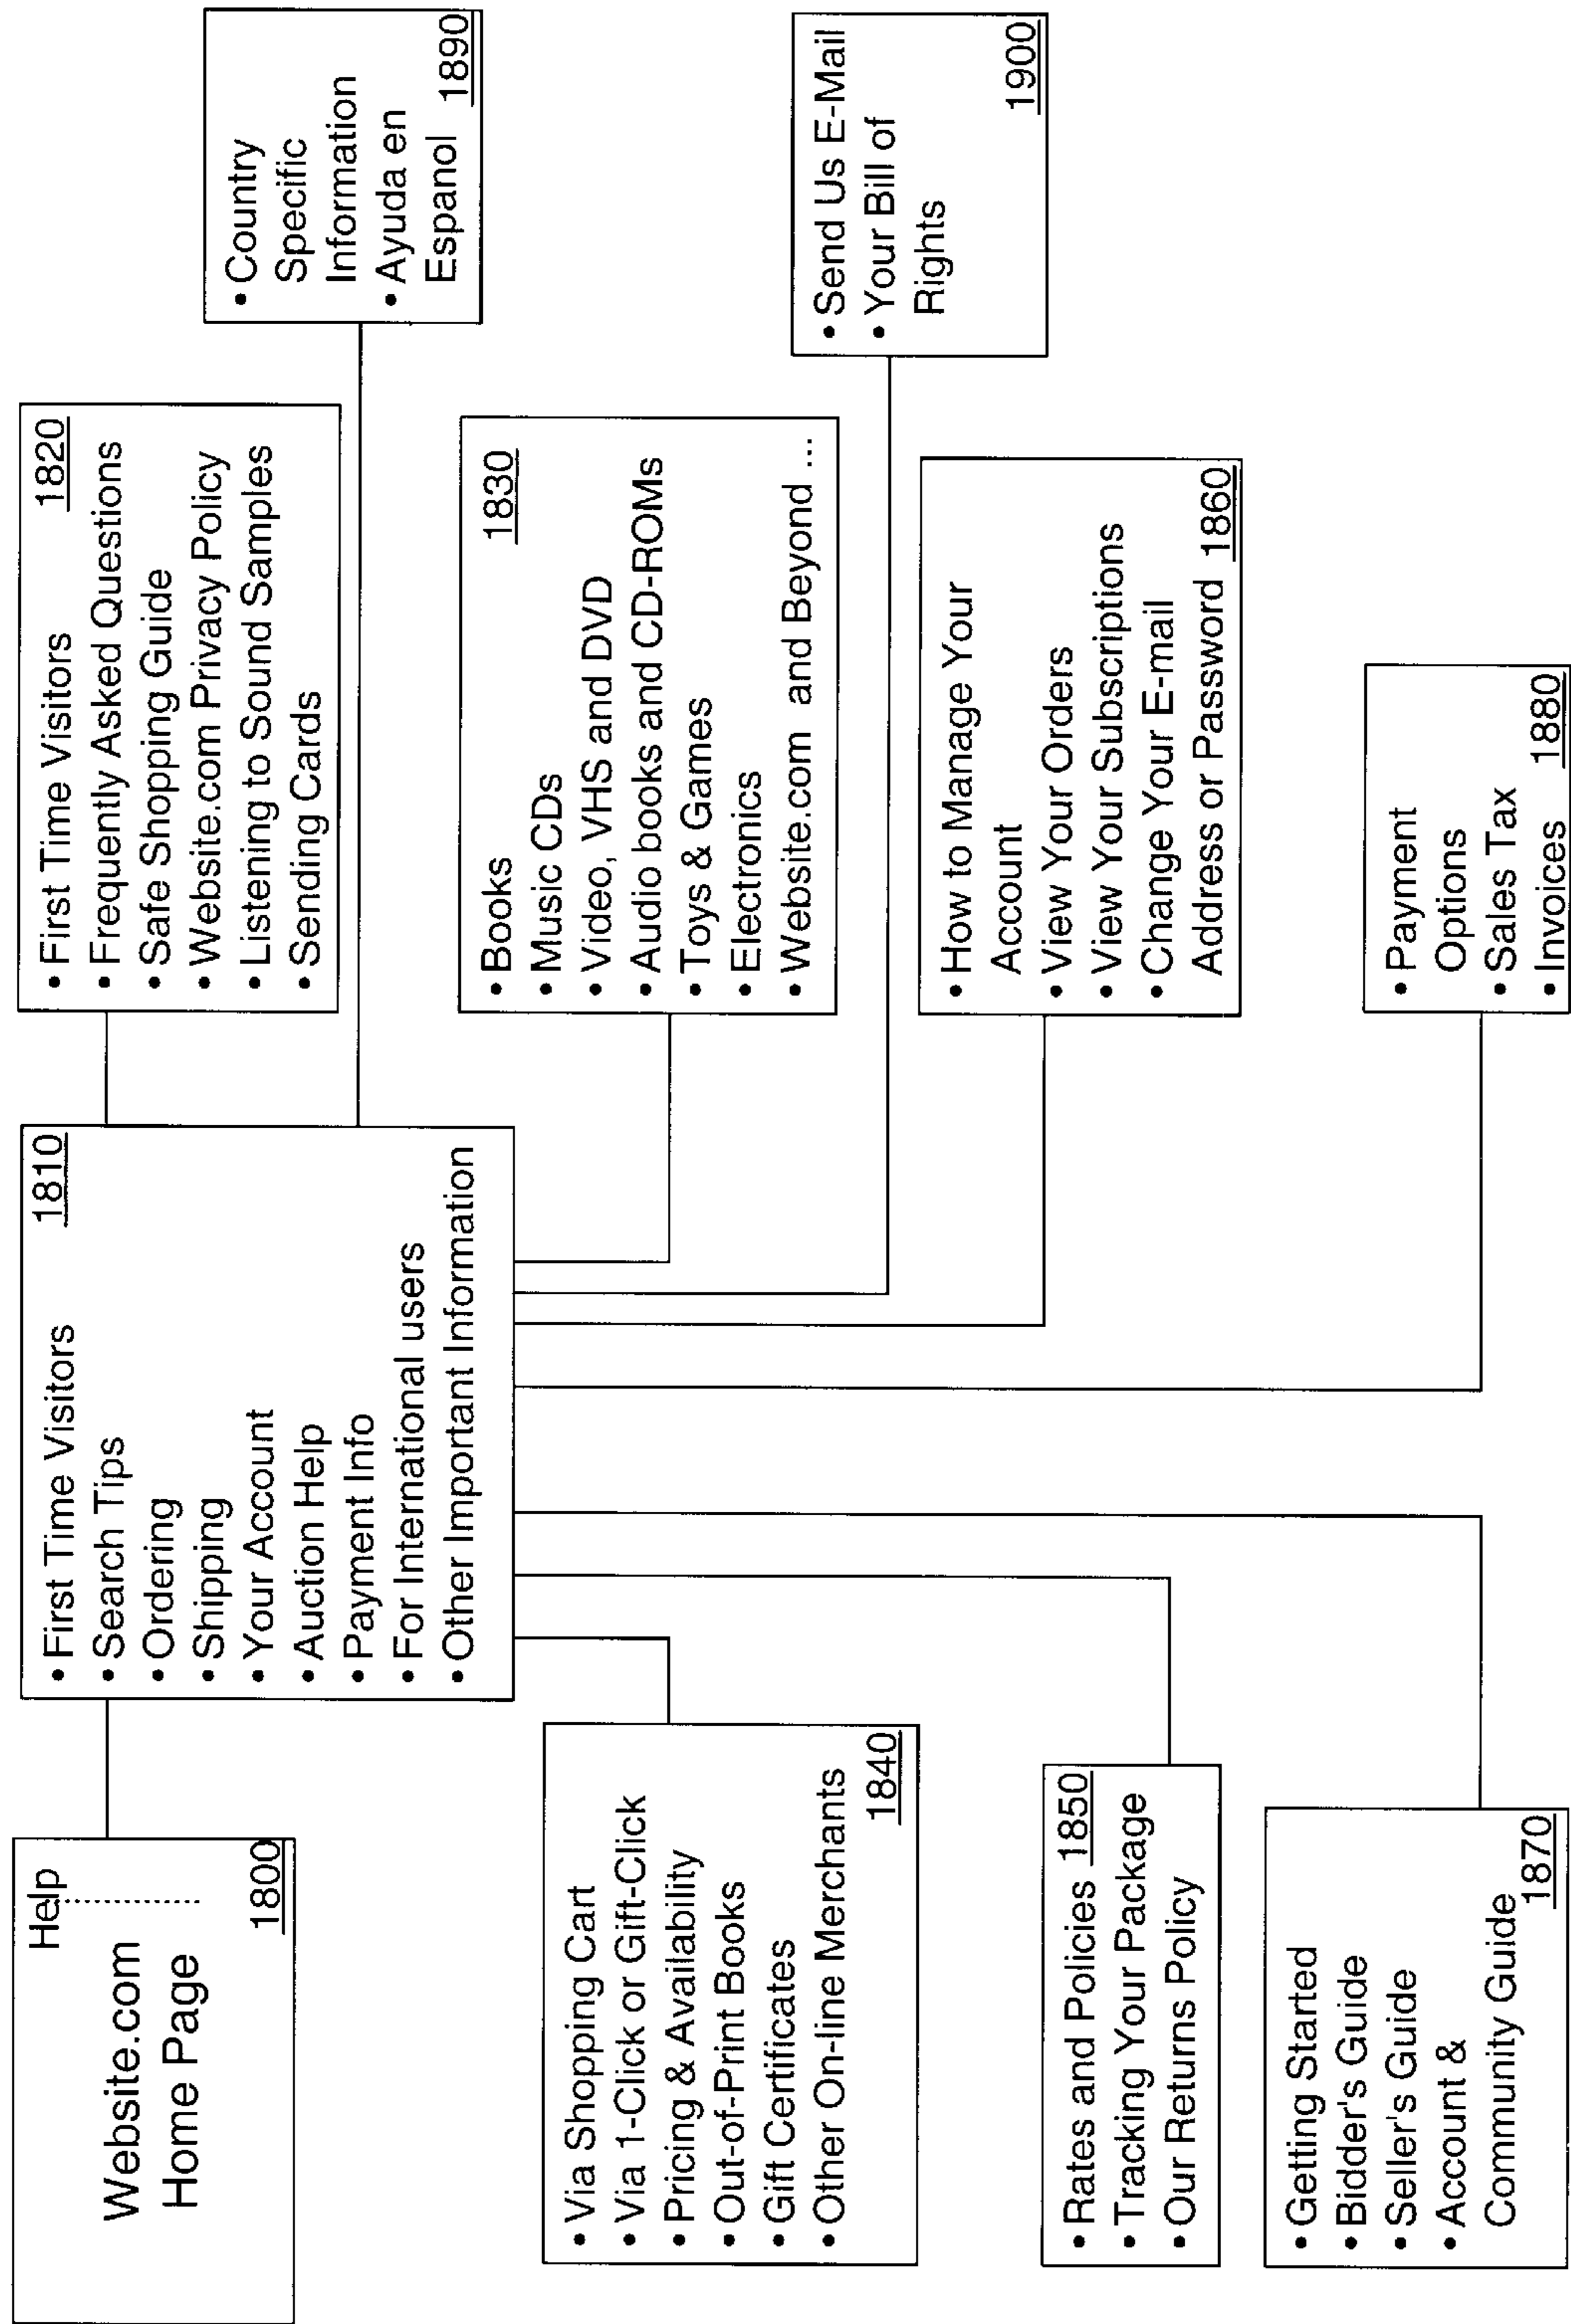 Help
Website.com
Home Page
1800
1810
• First Time Visitors
• Search Tips
• Ordering
• Shipping
• Your Account
• Auction Help
• Payment Info
• For International users
• Other Important Information
• First Time Visitors 1820
• Frequently Asked Questions
• Safe Shopping Guide
• Website.com Privacy Policy
• Listening to Sound Samples
• Sending Cards
• Country
Specific
Information
• Ayuda en
Espanol 1890
• Books 1830
• Music CDs
• Video, VHS and DVD
• Audio books and CD-ROMs
• Toys & Games
• Electronics
• Website.com and Beyond ...
• Send Us E-Mail
• Your Bill of
Rights
1900
• Via Shopping Cart
• Via 1-Click or Gift-Click
• Pricing & Availability
• Out-of-Print Books
• Gift Certificates
• Other On-line Merchants
1840
• How to Manage Your
Account
• View Your Orders
• View Your Subscriptions
• Change Your E-mail
Address or Password 1860
• Rates and Policies 1850
• Tracking Your Package
• Our Returns Policy
• Getting Started
• Bidder's Guide
• Seller's Guide
• Account &
Community Guide
1870
• Payment
Options
• Sales Tax
• Invoices 1880